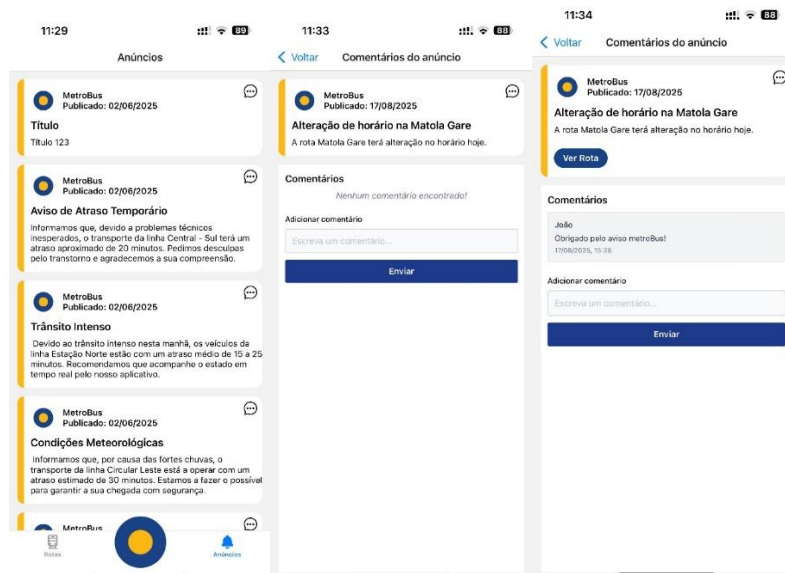 11:29
89
Anúncios
MetroBus
Publicado: 02/06/2025
Título
Título 123
MetroBus
Publicado: 02/06/2025
Aviso de Atraso Temporário
Informamos que, devido a problemas técnicos
inesperados, o transporte da linha Central - Sul terá um
atraso aproximado de 20 minutos. Pedimos desculpas
pelo transtorno e agradecemos a sua compreensão.
MetroBus
Publicado: 02/06/2025
Trânsito Intenso
Devido ao trânsito intenso nesta manhã, os veículos da
linha Estação Norte estão com um atraso médio de 15 a 25
minutos. Recomendamos que acompanhe o estado em
tempo real pelo nosso aplicativo.
MetroBus
Publicado: 02/06/2025
Condições Meteorológicas
Informamos que, por causa das fortes chuvas, o
transporte da linha Circular Leste está a operar com um
atraso estimado de 30 minutos. Estamos a fazer o possível
para garantir a sua chegada com segurança.
MetroBus
Rotas
Anúncios
11:33
88
Voltar
Comentários do anúncio
MetroBus
Publicado: 17/08/2025
Alteração de horário na Matola Gare
A rota Matola Gare terá alteração no horário hoje.
Comentários
Nenhum comentário encontrado!
Adicionar comentário
Escreva um comentário...
Enviar
11:34
88
Voltar
Comentários do anúncio
MetroBus
Publicado: 17/08/2025
Alteração de horário na Matola Gare
A rota Matola Gare terá alteração no horário hoje.
Ver Rota
Comentários
João
Obrigado pelo aviso metroBus!
17/08/2025, 15:26
Adicionar comentário
Escreva um comentário...
Enviar